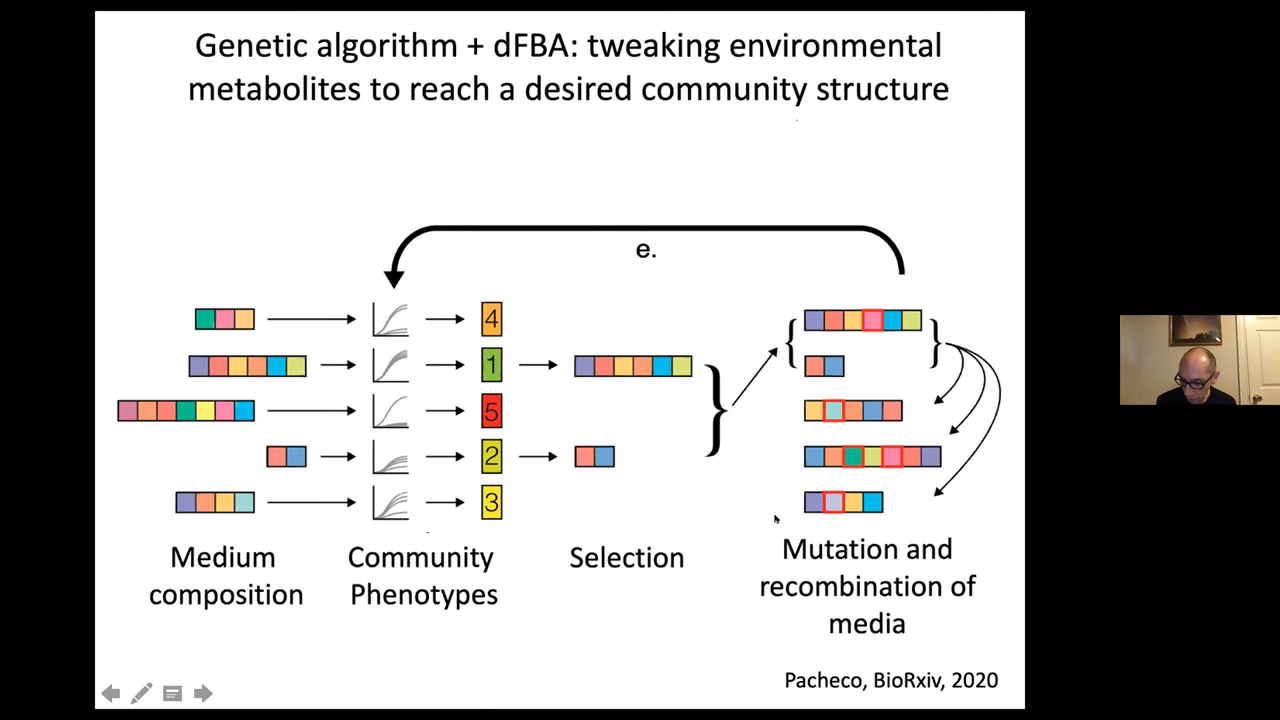 Genetic algorithm + dFBA: tweaking environmental
metabolites to reach a desired community structure
e.
4
1
5
2
3
Medium
composition
Community
Phenotypes
Selection
Mutation and
recombination of
media
Pacheco, BioRxiv, 2020